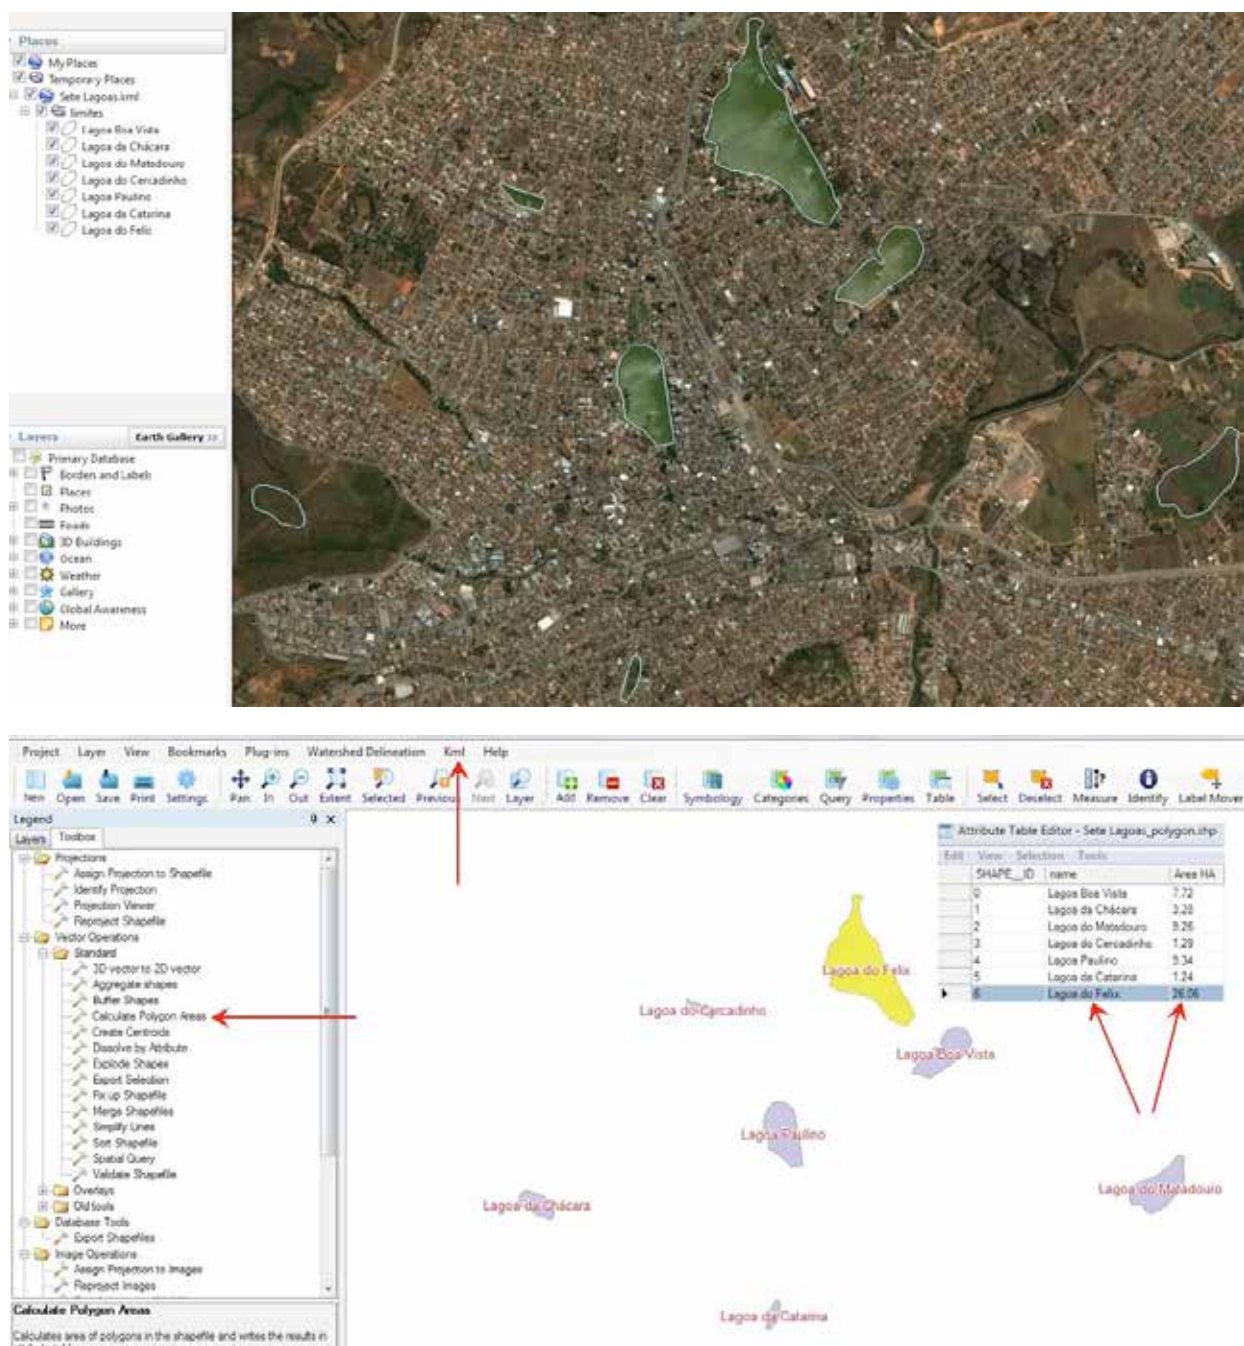 Places
My Places
Temporary Places
Sete Lagoas.kml
limites
Lagoa Boa Vista
Lagoa da Chácara
Lagoa do Matadouro
Lagoa do Cercadinho
Lagoa Paulino
Lagoa da Catarina
Lagoa do Felix
Layers Earth Gallery >>
Primary Database
Borders and Labels
Places
Photos
Roads
3D Buildings
Ocean
Weather
Gallery
Global Awareness
More
Project Layer View Bookmarks Plug-ins Watershed Delineation Kml Help
New Open Save Print Settings Pan In Out Extent Selected Previous Next Layer Add Remove Clear Symbology Categories Query Properties Table Select Deselect Measure Identify Label Mover
Legend
Layers Toolbox
Projections
Assign Projection to Shapefile
Identify Projection
Projection Viewer
Reproject Shapefile
Vector Operations
Standard
3D vector to 2D vector
Aggregate shapes
Buffer Shapes
Calculate Polygon Areas
Create Centroids
Dissolve by Attribute
Explode Shapes
Export Selection
Fix up Shapefile
Merge Shapefiles
Simplify Lines
Sort Shapefile
Spatial Query
Validate Shapefile
Overlays
Old tools
Database Tools
Export Shapefiles
Image Operations
Assign Projection to Images
Reproject Images
Calculate Polygon Areas
Calculates area of polygons in the shapefile and writes the results in
Attribute Table Editor - Sete Lagoas_polygon.shp
Edit View Selection Tools
SHAPE__ID name Area HA
0 Lagoa Boa Vista 7.72
1 Lagoa da Chácara 3.28
2 Lagoa do Matadouro 9.26
3 Lagoa do Cercadinho 1.29
4 Lagoa Paulino 9.34
5 Lagoa da Catarina 1.24
6 Lagoa do Felix 26.06
Lagoa do Felix
Lagoa do Cercadinho
Lagoa Boa Vista
Lagoa Paulino
Lagoa do Matadouro
Lagoa da Chácara
Lagoa da Catarina